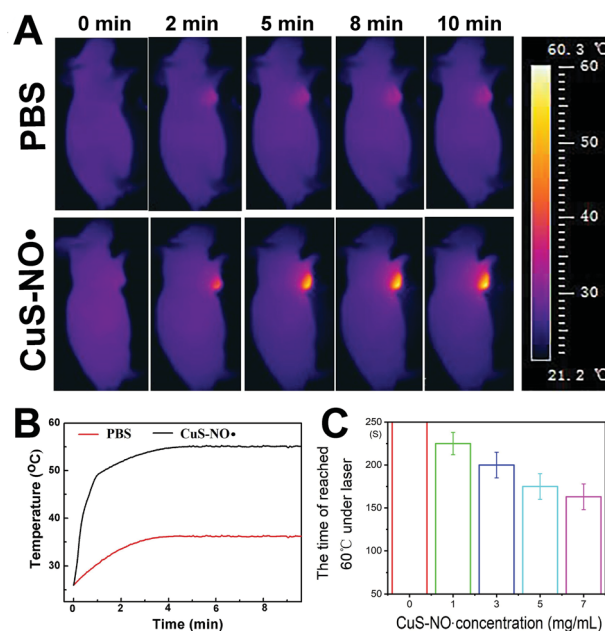 A
0 min 2 min 5 min 8 min 10 min
PBS
CuS-NO•
60.3 ℃
60
50
40
30
21.2 ℃
B
PBS CuS-NO•
Temperature (oC)
60
50
40
30
0 2 4 6 8
Time (min)
C
The time of reached
60℃ under laser
250
(S)
200
150
100
50
0 1 3 5 7
CuS-NO·concentration (mg/mL)